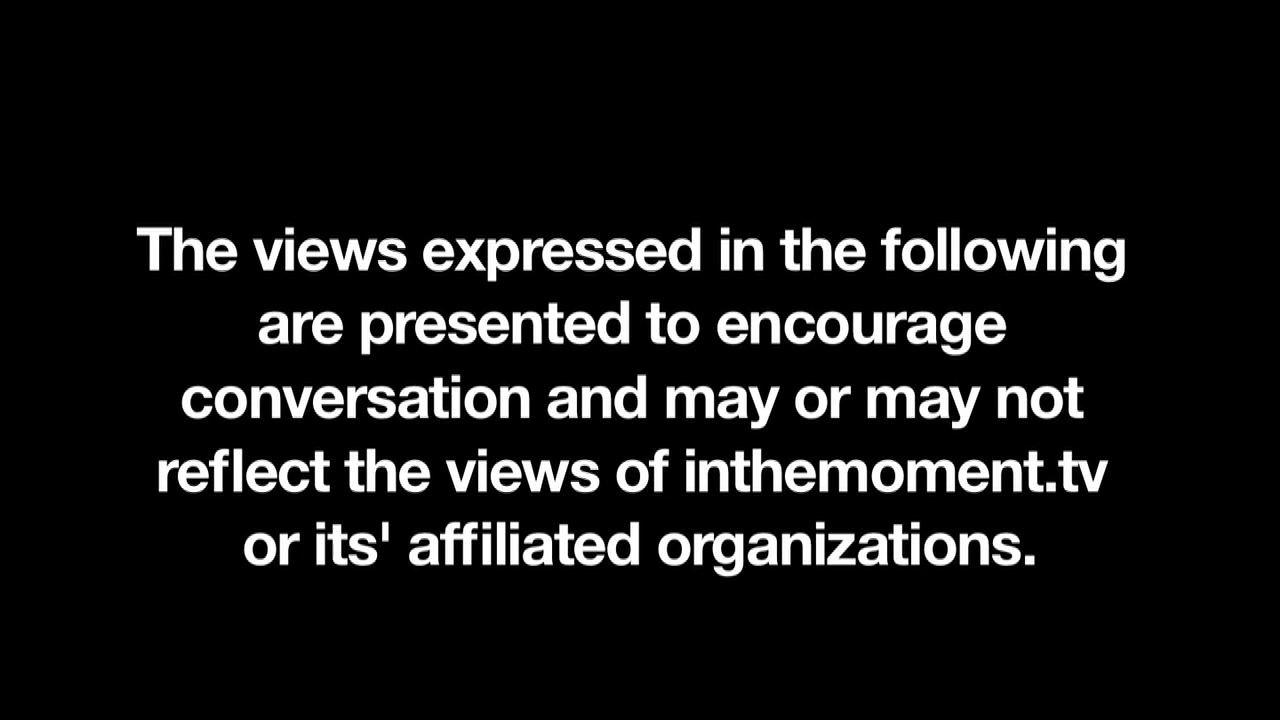 The views expressed in the following
are presented to encourage
conversation and may or may not
reflect the views of inthemoment.tv
or its' affiliated organizations.